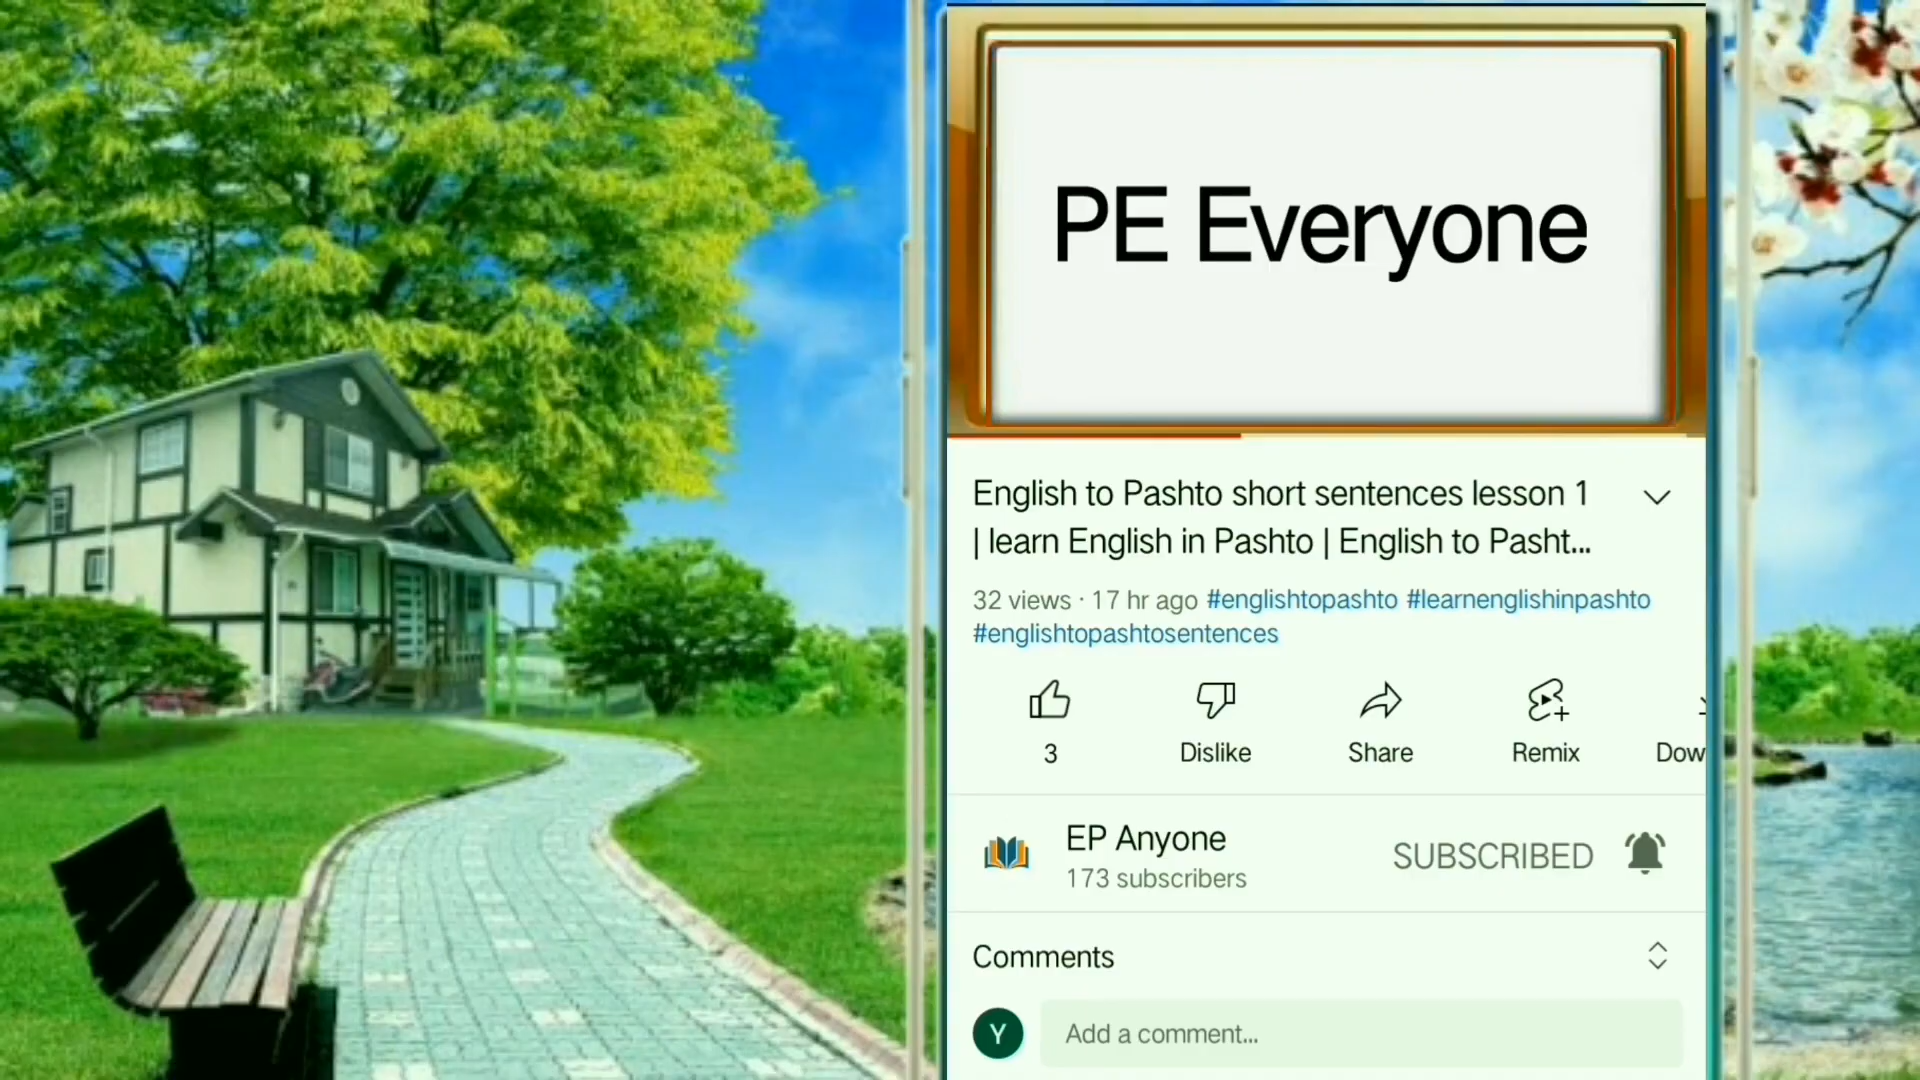 PE Everyone
English to Pashto short sentences lesson 1
| learn English in Pashto | English to Pasht...
32 views · 17 hr ago #englishtopashto #learnenglishinpashto
#englishtopashtosentences
3
Dislike
Share
Remix
Dow
EP Anyone
SUBSCRIBED
173 subscribers
Comments
Y
Add a comment...